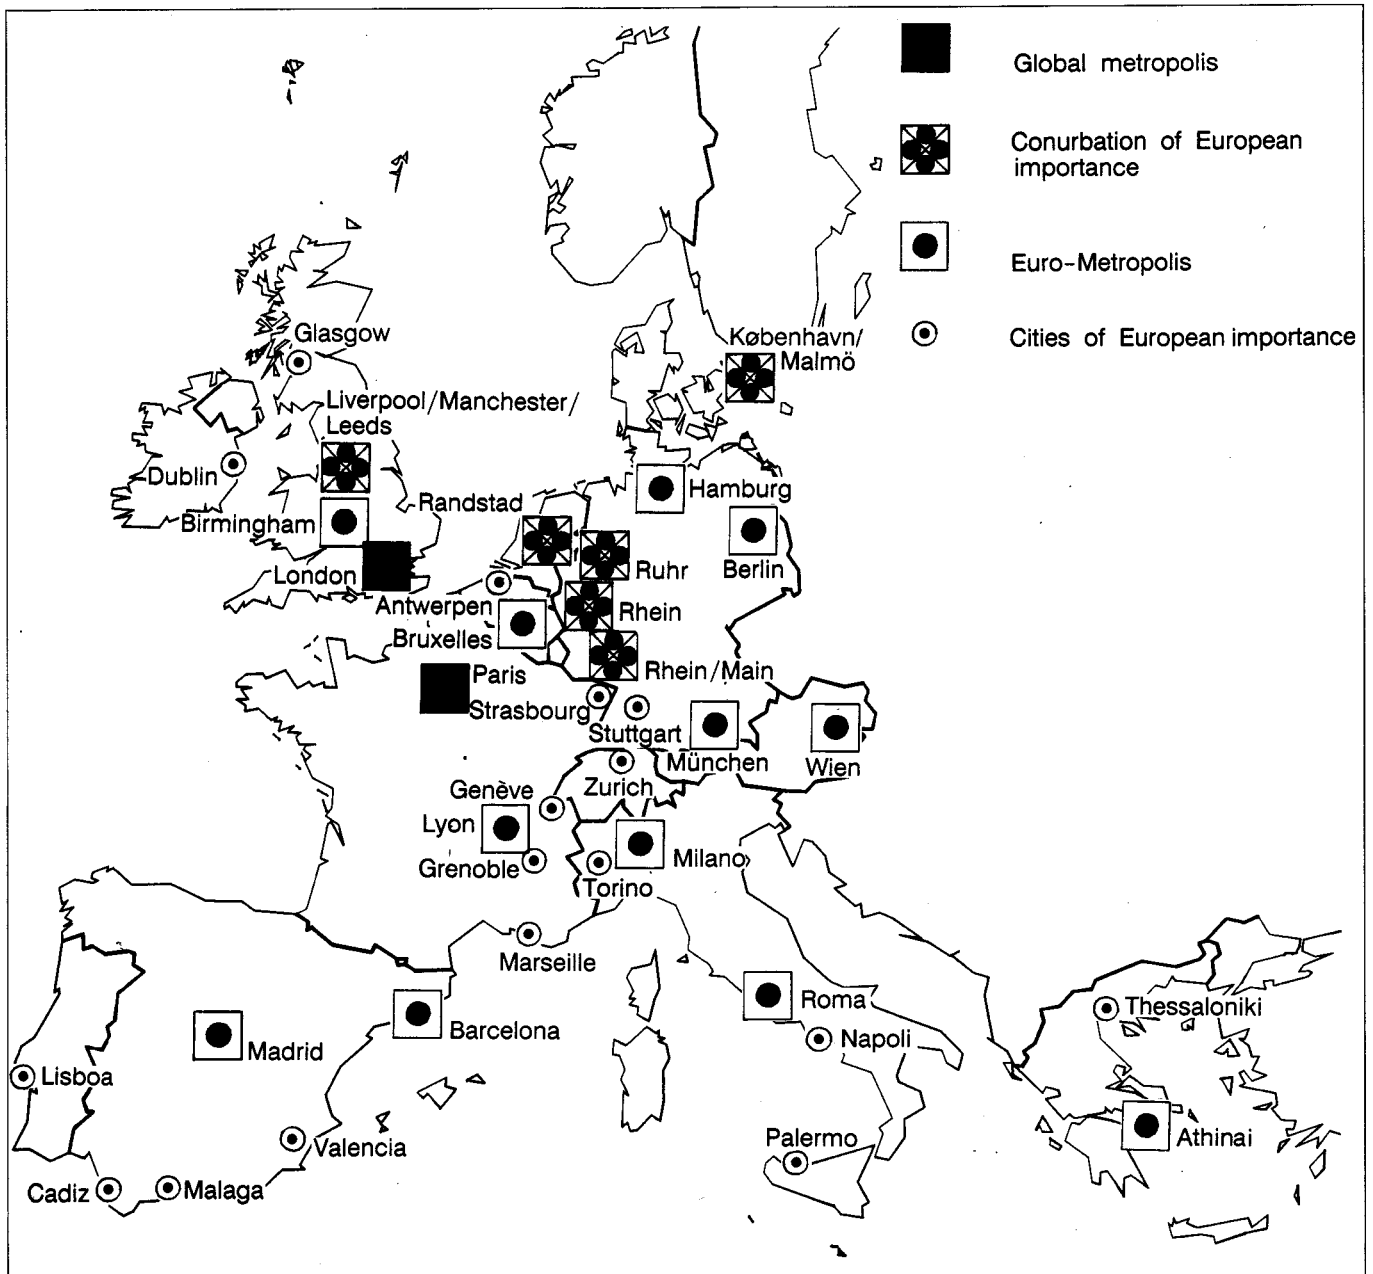 Global metropolis
Conurbation of European
importance
Euro-Metropolis
Cities of European importance
København/
Malmö
Glasgow
Liverpool/Manchester/
Leeds
Dublin
Birmingham
London
Randstad
Hamburg
Berlin
Ruhr
Rhein
Rhein/Main
Antwerpen
Bruxelles
Paris
Strasbourg
Stuttgart
München
Wien
Zurich
Genève
Lyon
Grenoble
Milano
Torino
Marseille
Barcelona
Madrid
Lisboa
Valencia
Cadiz
Malaga
Roma
Napoli
Palermo
Thessaloniki
Athinai